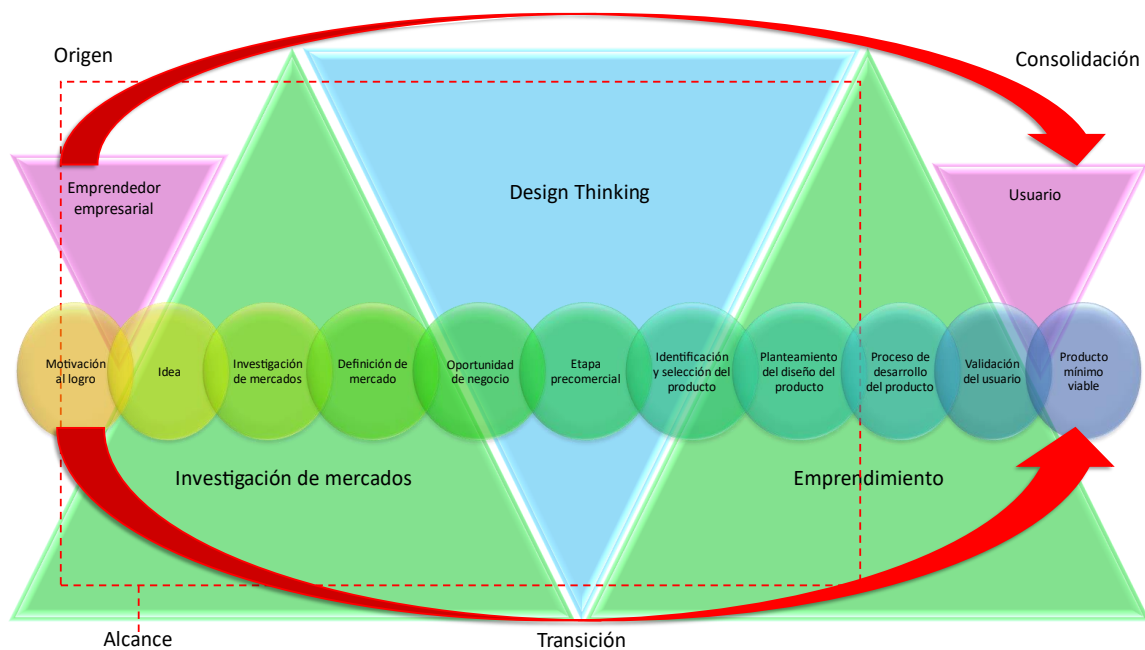 Origen
Consolidación
Emprendedor
empresarial
Design Thinking
Usuario
Motivación
al logro
Idea
Investigación
de mercados
Definición de
mercado
Oportunidad
de negocio
Etapa
precomercial
Identificación
y selección del
producto
Planteamiento
del diseño del
producto
Proceso de
desarrollo
del producto
Validación
del usuario
Producto
mínimo
viable
Investigación de mercados
Emprendimiento
Alcance
Transición